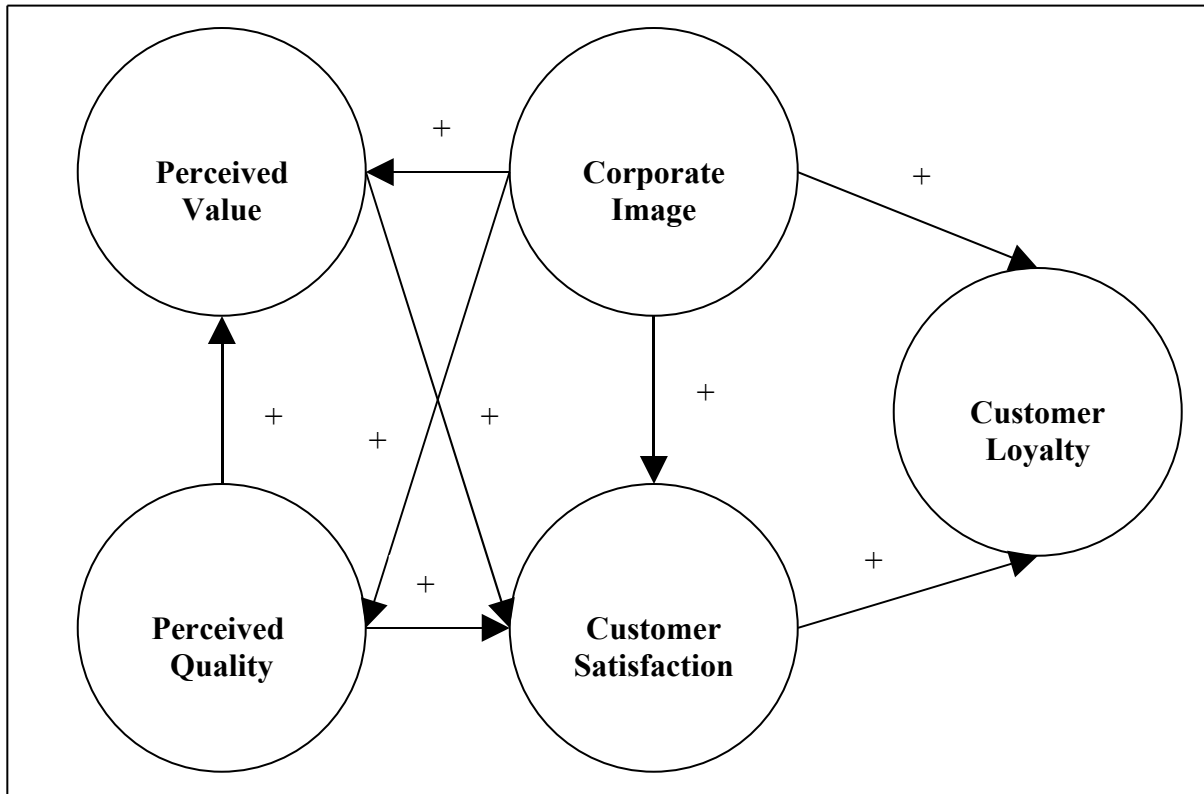 +
Perceived
Value
Corporate
Image
+
+
+
+
+
Customer
Loyalty
+
+
Perceived
Quality
Customer
Satisfaction